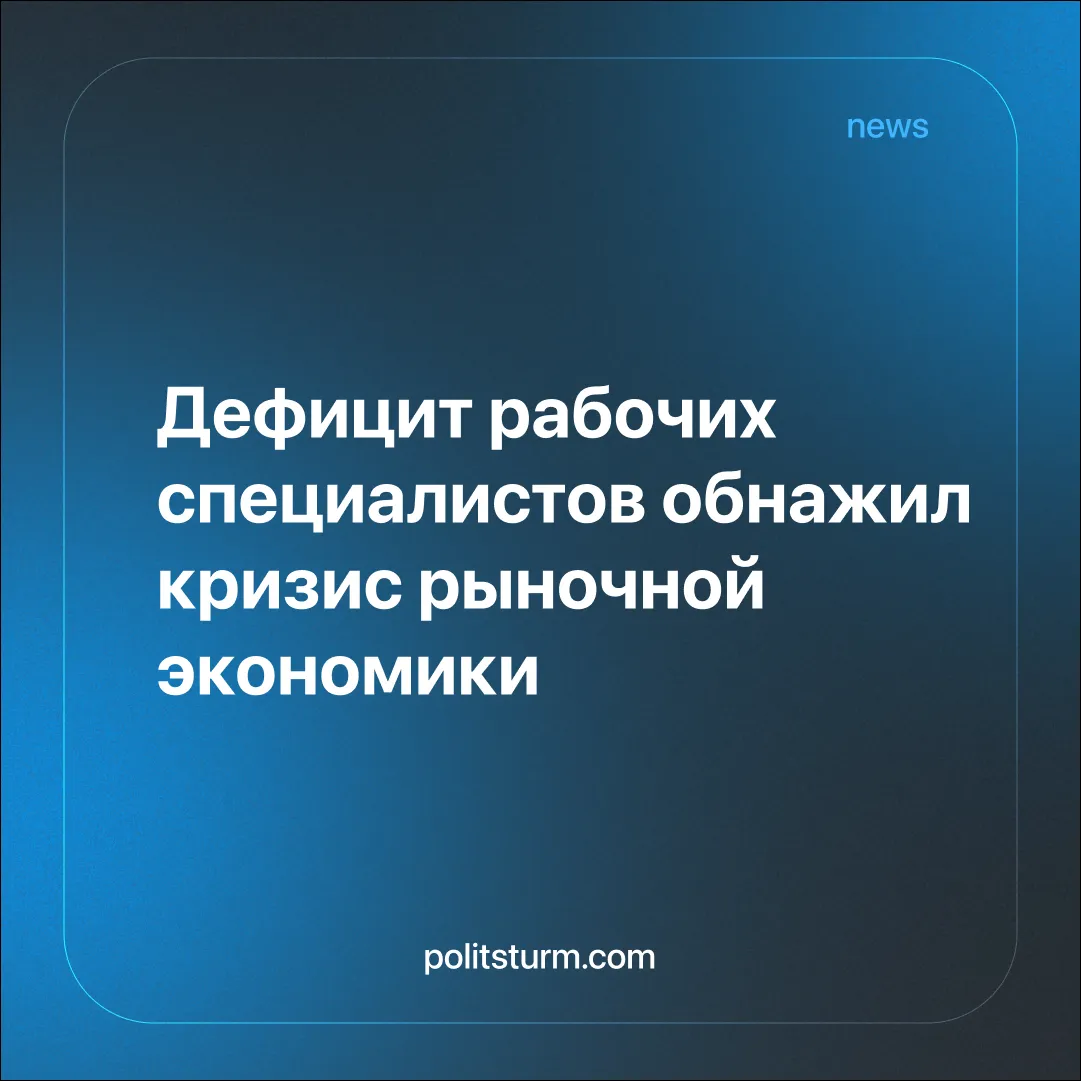 news
Дефицит рабочих
специалистов обнажил
кризис рыночной
экономики
politsturm.com